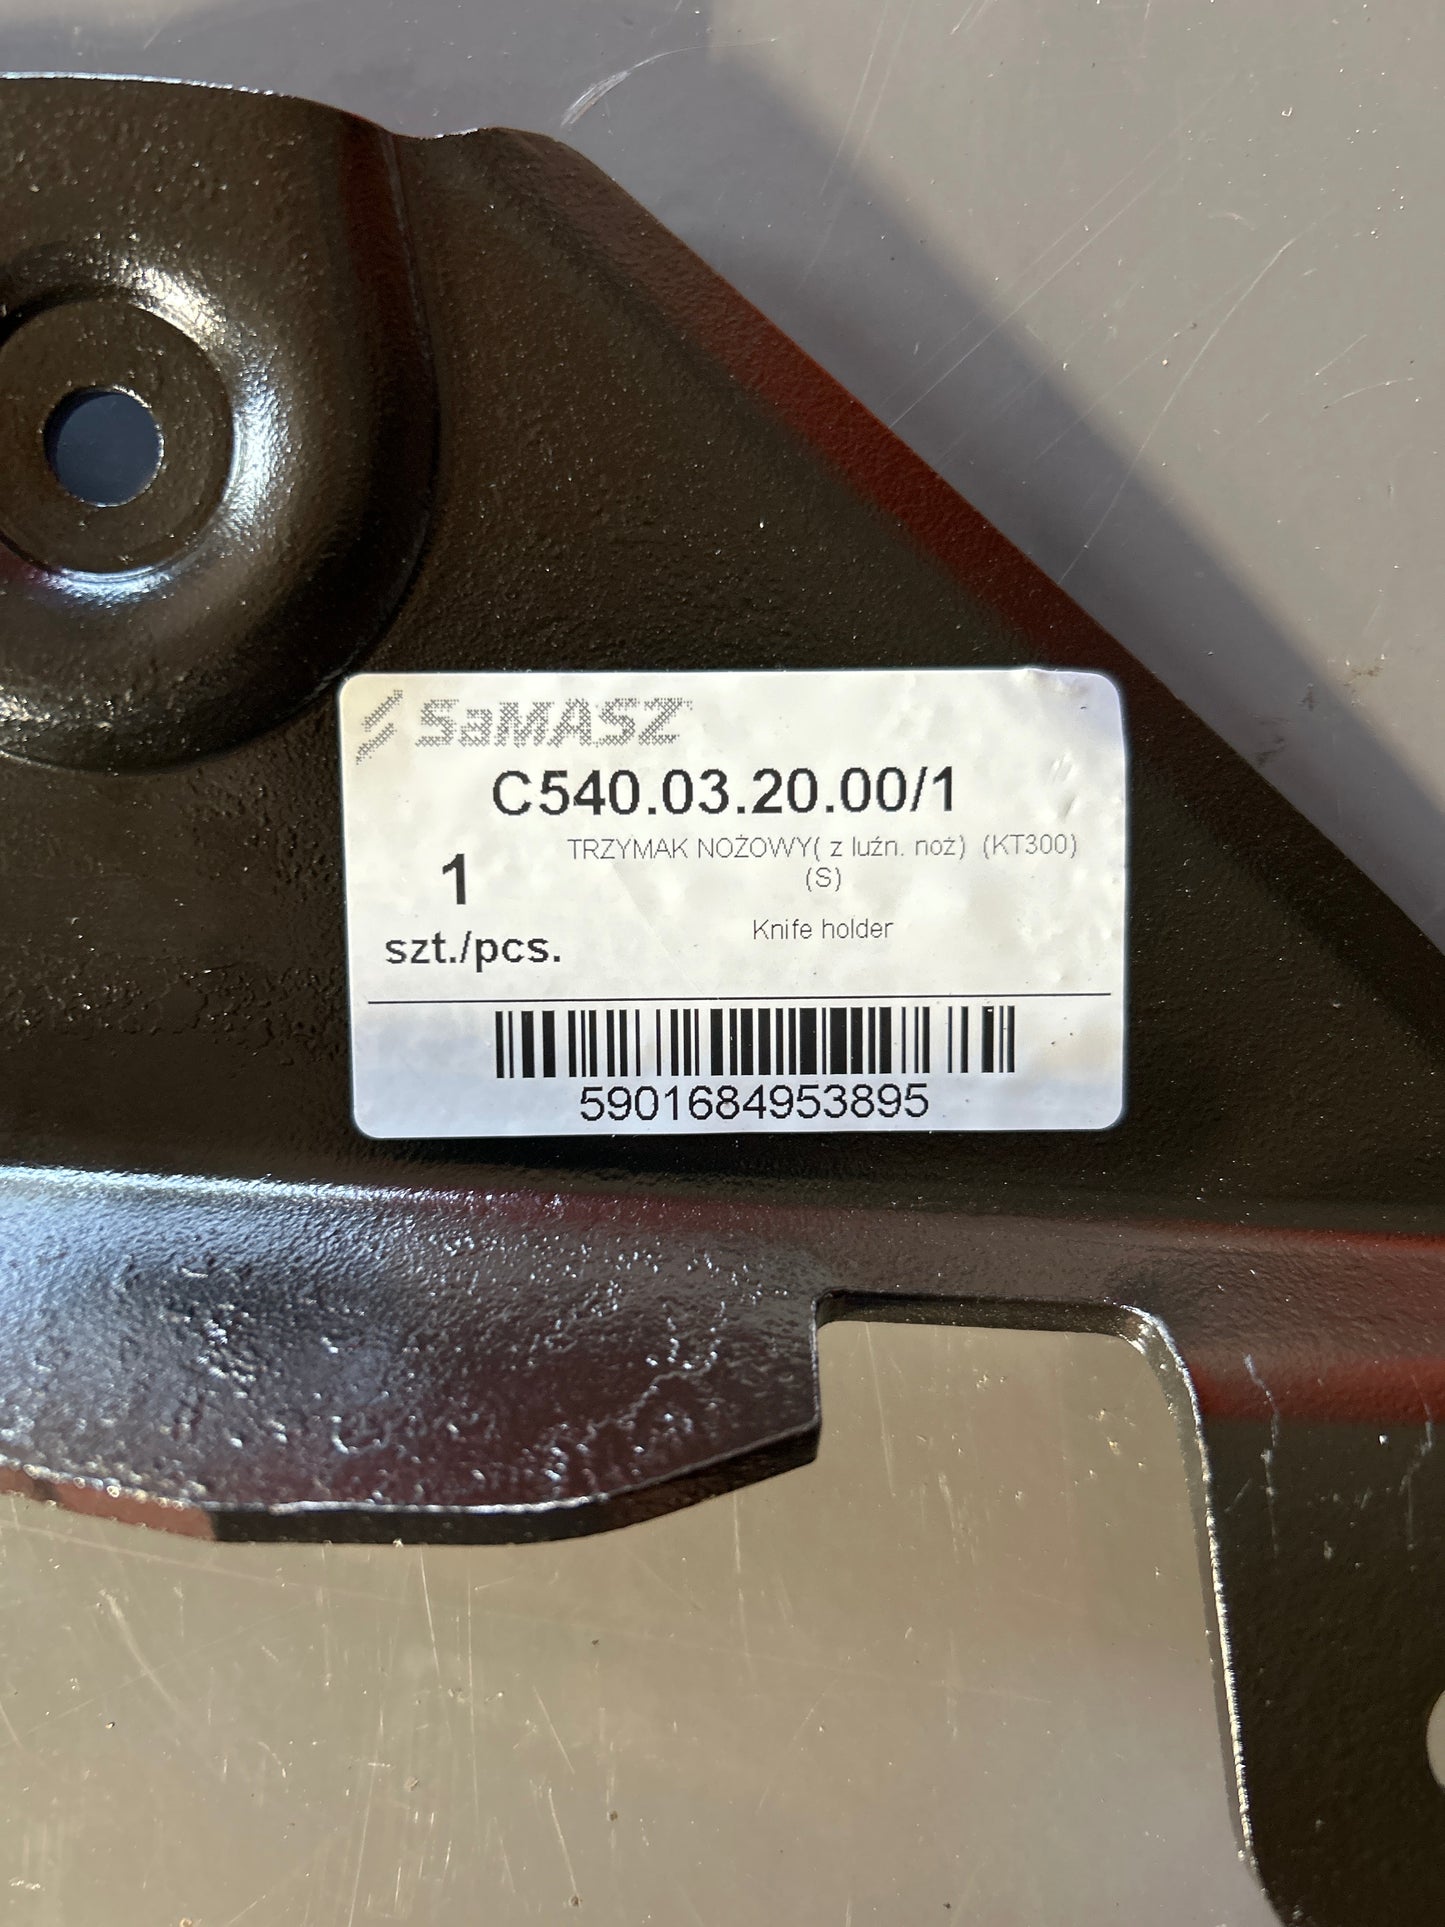 SaMASZ
C540.03.20.00/1
TRZYMAK NOŻOWY( z luźn. noż) (KT300)
(S)
1
Knife holder
szt./pcs.
5901684953895